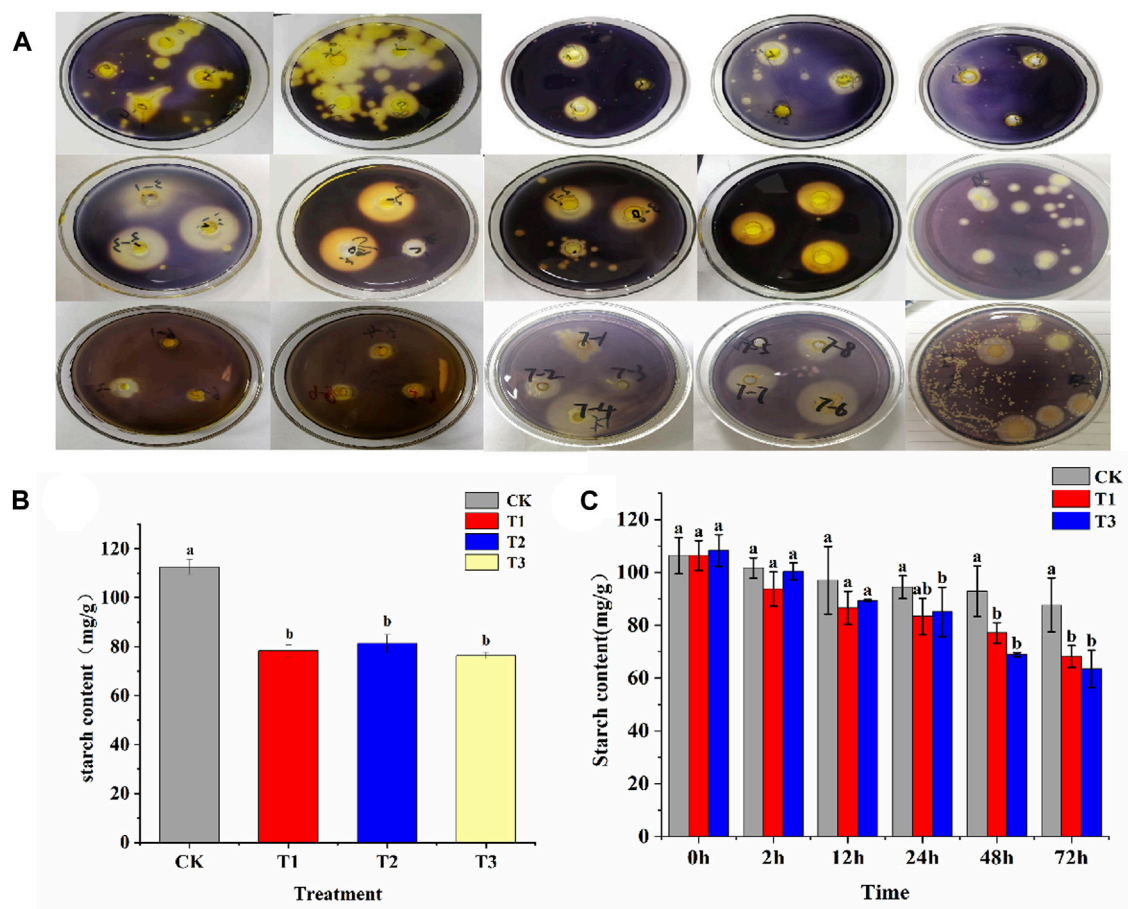 A
7-1
7-2
7-3
7-4
7-8
7-7
7-6
B
CK
T1
T2
T3
starch content（mg/g）
120
100
80
60
40
20
0
a
b
b
b
CK
T1
T2
T3
Treatment
C
CK
T1
T3
Starch content(mg/g)
120
100
80
60
40
20
0
a a a
a a a
a a a
a ab b
a b b
a b b
0h
2h
12h
24h
48h
72h
Time